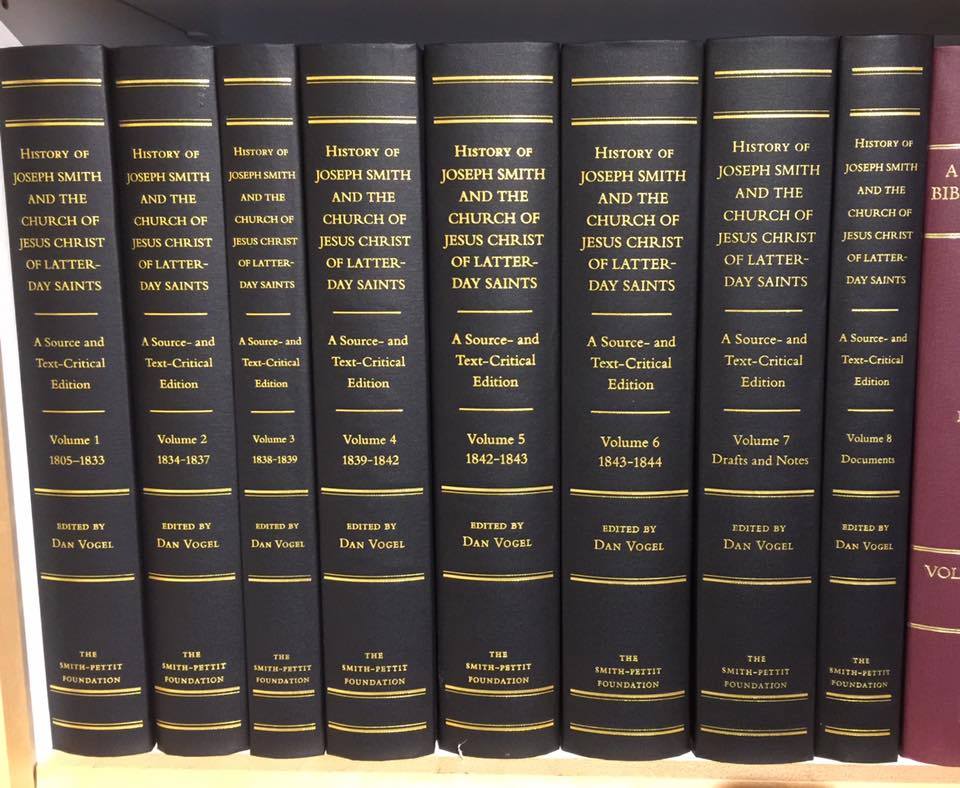 HISTORY OF
JOSEPH SMITH
AND THE
CHURCH OF
JESUS CHRIST
OF LATTER-
DAY SAINTS
A Source- and
Text-Critical
Edition
Volume 1
1805–1833
EDITED BY
DAN VOGEL
THE
SMITH-PETTIT
FOUNDATION
HISTORY OF
JOSEPH SMITH
AND THE
CHURCH OF
JESUS CHRIST
OF LATTER-
DAY SAINTS
A Source- and
Text-Critical
Edition
Volume 2
1834-1837
EDITED BY
DAN VOGEL
THE
SMITH-PETTIT
FOUNDATION
HISTORY OF
JOSEPH SMITH
AND THE
CHURCH OF
JESUS CHRIST
OF LATTER-
DAY SAINTS
A Source- and
Text-Critical
Edition
Volume 3
1838-1839
EDITED BY
DAN VOGEL
THE
SMITH-PETTIT
FOUNDATION
HISTORY OF
JOSEPH SMITH
AND THE
CHURCH OF
JESUS CHRIST
OF LATTER-
DAY SAINTS
A Source- and
Text-Critical
Edition
Volume 4
1839-1842
EDITED BY
DAN VOGEL
THE
SMITH-PETTIT
FOUNDATION
HISTORY OF
JOSEPH SMITH
AND THE
CHURCH OF
JESUS CHRIST
OF LATTER-
DAY SAINTS
A Source- and
Text-Critical
Edition
Volume 5
1842-1843
EDITED BY
DAN VOGEL
THE
SMITH-PETTIT
FOUNDATION
HISTORY OF
JOSEPH SMITH
AND THE
CHURCH OF
JESUS CHRIST
OF LATTER-
DAY SAINTS
A Source- and
Text-Critical
Edition
Volume 6
1843-1844
EDITED BY
DAN VOGEL
THE
SMITH-PETTIT
FOUNDATION
HISTORY OF
JOSEPH SMITH
AND THE
CHURCH OF
JESUS CHRIST
OF LATTER-
DAY SAINTS
A Source- and
Text-Critical
Edition
Volume 7
Drafts and Notes
EDITED BY
DAN VOGEL
THE
SMITH-PETTIT
FOUNDATION
HISTORY OF
JOSEPH SMITH
AND THE
CHURCH OF
JESUS CHRIST
OF LATTER-
DAY SAINTS
A Source- and
Text-Critical
Edition
Volume 8
Documents
EDITED BY
DAN VOGEL
THE
SMITH-PETTIT
FOUNDATION
A
BIB
VOL